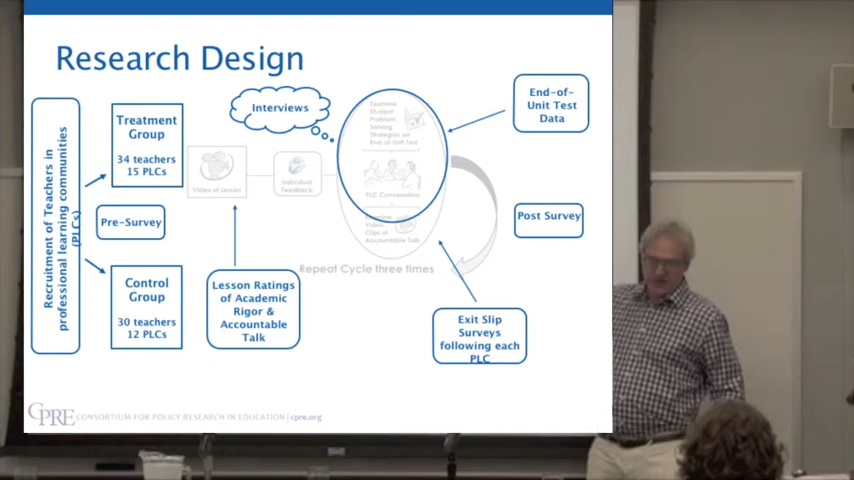 Research Design
Recruitment of Teachers in
professional learning communities
(PLCs)
Treatment
Group
34 teachers
15 PLCs
Pre-Survey
Control
Group
30 teachers
12 PLCs
Interviews
Video of Lesson
Individual
Feedback
Lesson Ratings
of Academic
Rigor &
Accountable
Talk
Examine
Student
Problem
Solving
Strategies on
End-of-Unit Test
PLC Conversation
Examine
Video
Clips of
Accountable Talk
Repeat Cycle three times
End-of-
Unit Test
Data
Post Survey
Exit Slip
Surveys
following each
PLC
CPRE CONSORTIUM FOR POLICY RESEARCH IN EDUCATION | cpre.org